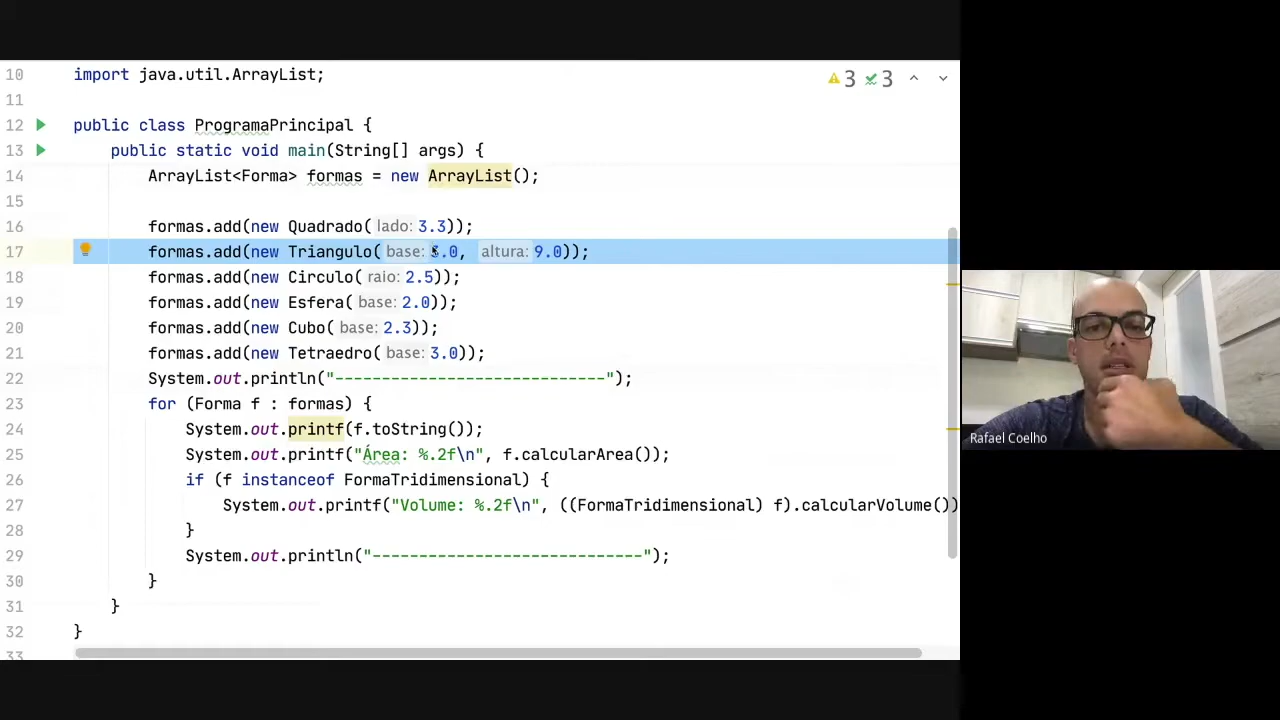 10 import java.util.ArrayList;
3 3
11
12 public class ProgramaPrincipal {
13 public static void main(String[] args) {
14 ArrayList<Forma> formas = new ArrayList();
15
16 formas.add(new Quadrado( lado: 3.3));
17 formas.add(new Triangulo( base: .0, altura: 9.0));
18 formas.add(new Circulo( raio: 2.5));
19 formas.add(new Esfera( base: 2.0));
20 formas.add(new Cubo( base: 2.3));
21 formas.add(new Tetraedro( base: 3.0));
22 System.out.println("-----------------------------");
23 for (Forma f : formas) {
24 System.out.printf(f.toString());
25 System.out.printf("Área: %.2f\n", f.calcularArea());
26 if (f instanceof FormaTridimensional) {
27 System.out.printf("Volume: %.2f\n", ((FormaTridimensional) f).calcularVolume())
28 }
29 System.out.println("-----------------------------");
30 }
31 }
32 }
33
Rafael Coelho